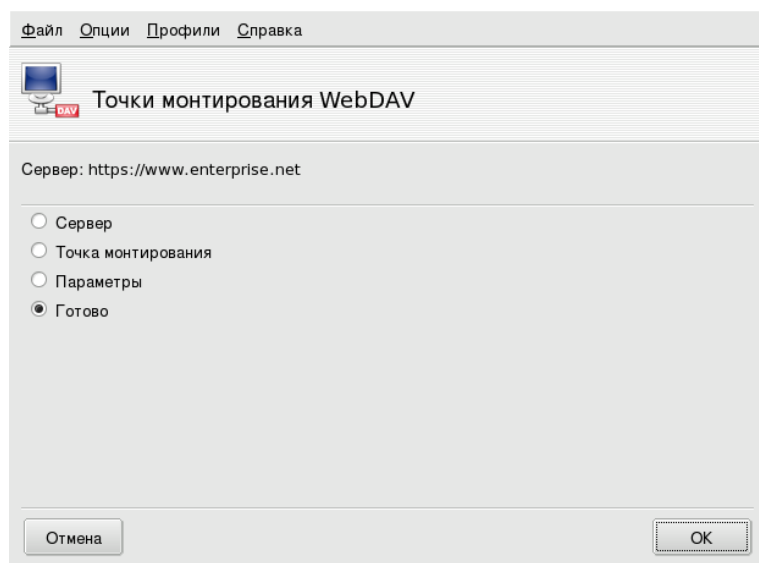 Файл Опции Профили Справка
DAV
Точки монтирования WebDAV
Сервер: https://www.enterprise.net
Сервер
Точка монтирования
Параметры
Готово
Отмена
OK